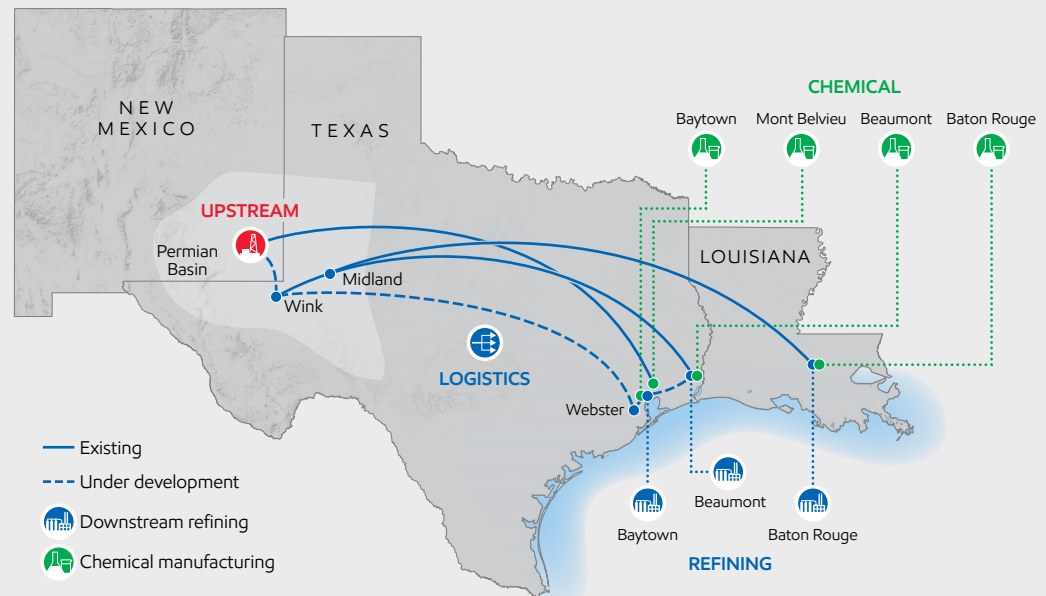 NEW
MEXICO
TEXAS
CHEMICAL
Baytown
Mont Belvieu
Beaumont
Baton Rouge
UPSTREAM
Permian
Basin
LOUISIANA
Midland
Wink
LOGISTICS
Webster
Existing
Under development
Downstream refining
Chemical manufacturing
Beaumont
Baytown
Baton Rouge
REFINING